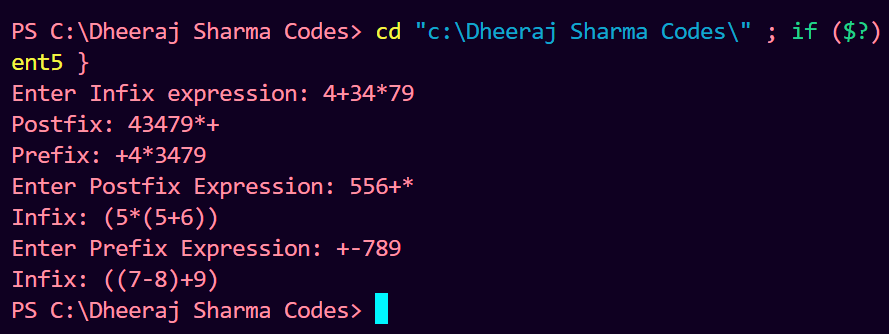 PS C:\Dheeraj Sharma Codes> cd "c:\Dheeraj Sharma Codes\" ; if ($?)
ent5 }
Enter Infix expression: 4+34*79
Postfix: 43479*+
Prefix: +4*3479
Enter Postfix Expression: 556+*
Infix: (5*(5+6))
Enter Prefix Expression: +-789
Infix: ((7-8)+9)
PS C:\Dheeraj Sharma Codes>